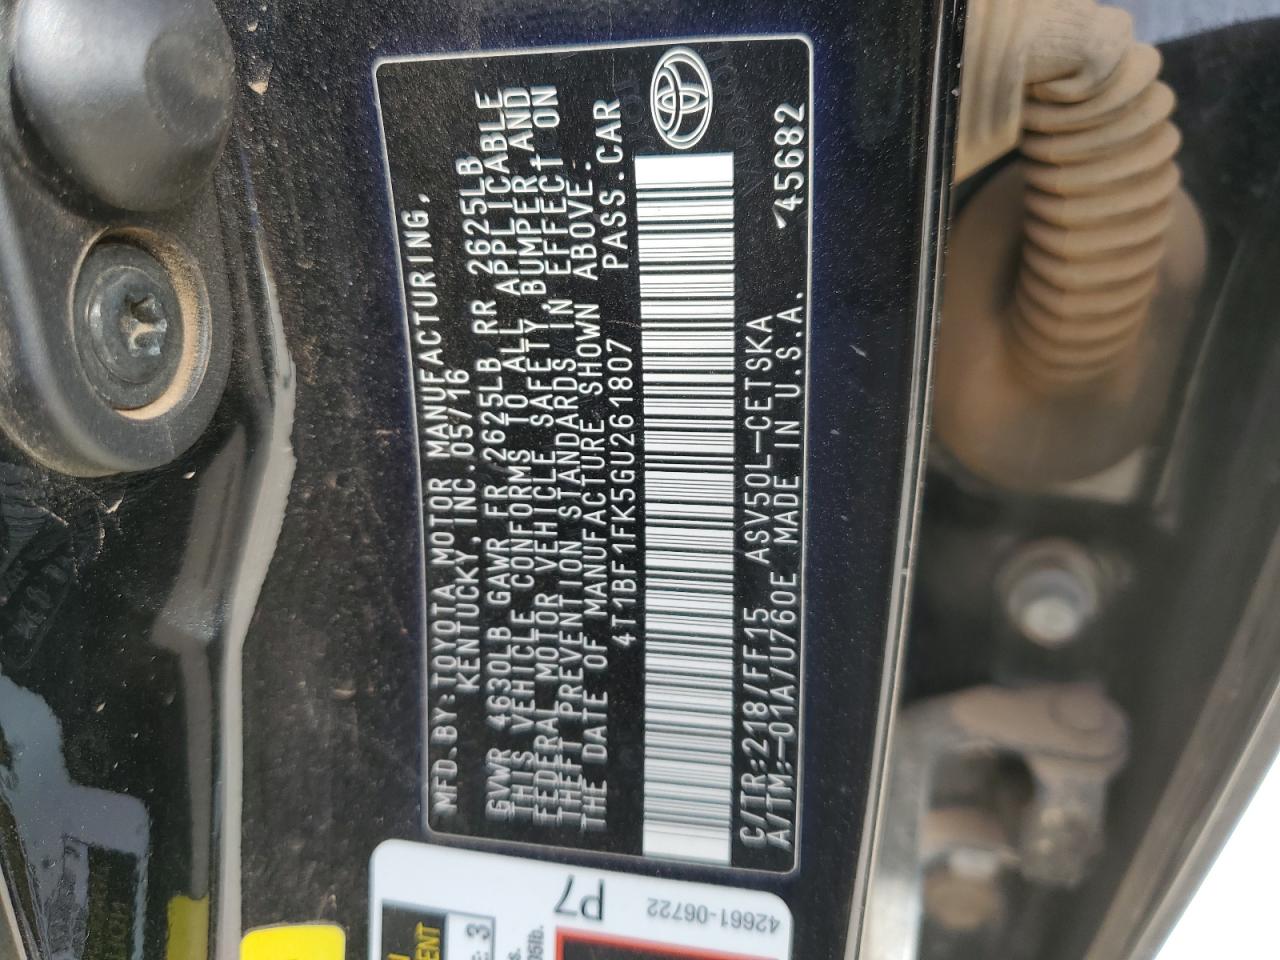 MFD.BY:TOYOTA MOTOR MANUFACTURING,
KENTUCKY,INC.05/16
GVWR 4630LB GAWR FR 2625LB RR 2625LB
THIS VEHICLE CONFORMS TO ALL APPLICABLE
FEDERAL MOTOR VEHICLE SAFETY BUMPER AND
THEFT PREVENTION STANDARDS IN EFFECT ON
THE DATE OF MANUFACTURE SHOWN ABOVE.
4T1BF1FK5GU261807 PASS.CAR
C/TR:218/FF15 ASV50L-CETSKA
A/TM:-01A/U760E MADE IN U.S.A.
45682
P7
42661-06722
3